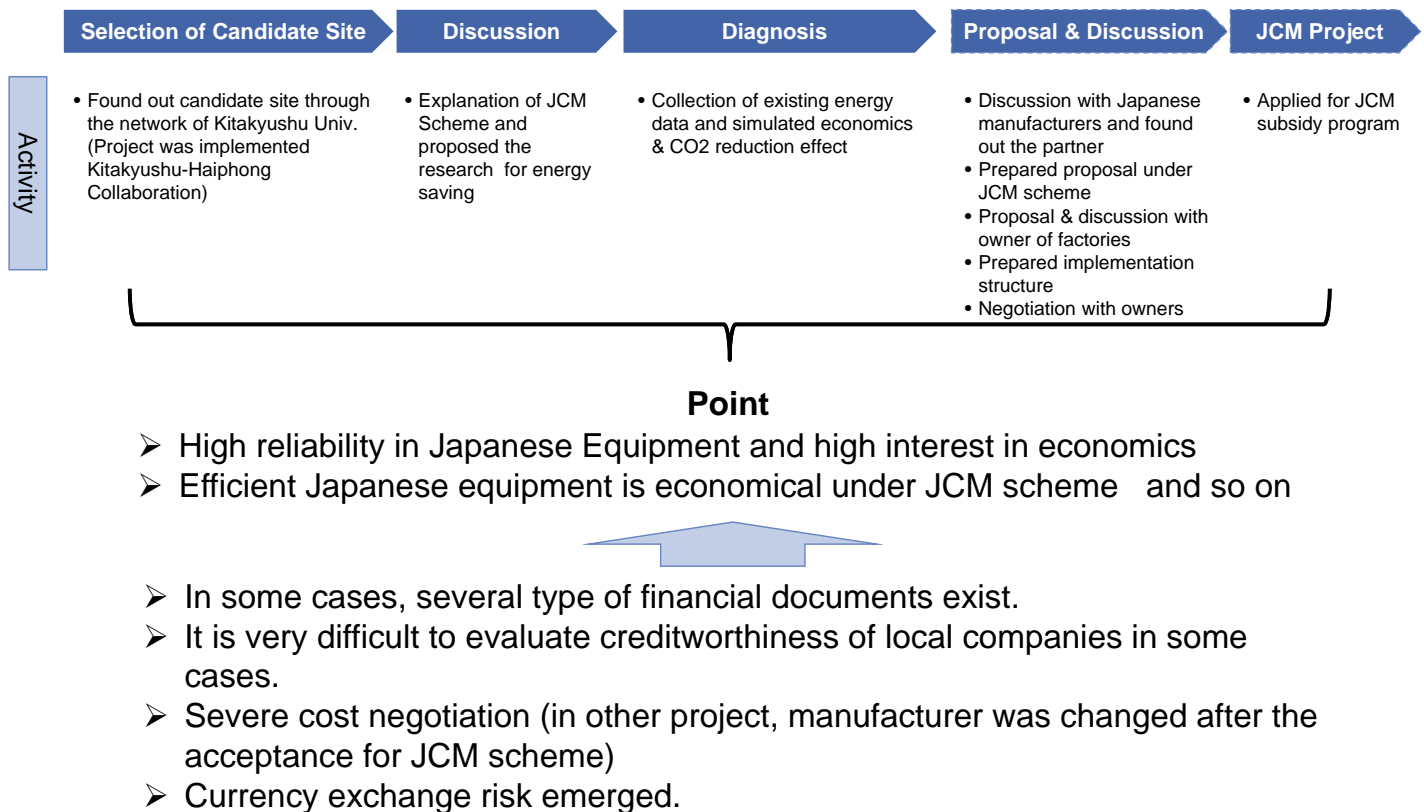 Selection of Candidate Site
Discussion
Diagnosis
Proposal & Discussion
JCM Project
Activity
• Found out candidate site through
the network of Kitakyushu Univ.
(Project was implemented
Kitakyushu-Haiphong
Collaboration)
• Explanation of JCM
Scheme and
proposed the
research for energy
saving
• Collection of existing energy
data and simulated economics
& CO2 reduction effect
• Discussion with Japanese
manufacturers and found
out the partner
• Prepared proposal under
JCM scheme
• Proposal & discussion with
owner of factories
• Prepared implementation
structure
• Negotiation with owners
• Applied for JCM
subsidy program
Point
➢ High reliability in Japanese Equipment and high interest in economics
➢ Efficient Japanese equipment is economical under JCM scheme and so on
➢ In some cases, several type of financial documents exist.
➢ It is very difficult to evaluate creditworthiness of local companies in some
cases.
➢ Severe cost negotiation (in other project, manufacturer was changed after the
acceptance for JCM scheme)
➢ Currency exchange risk emerged.